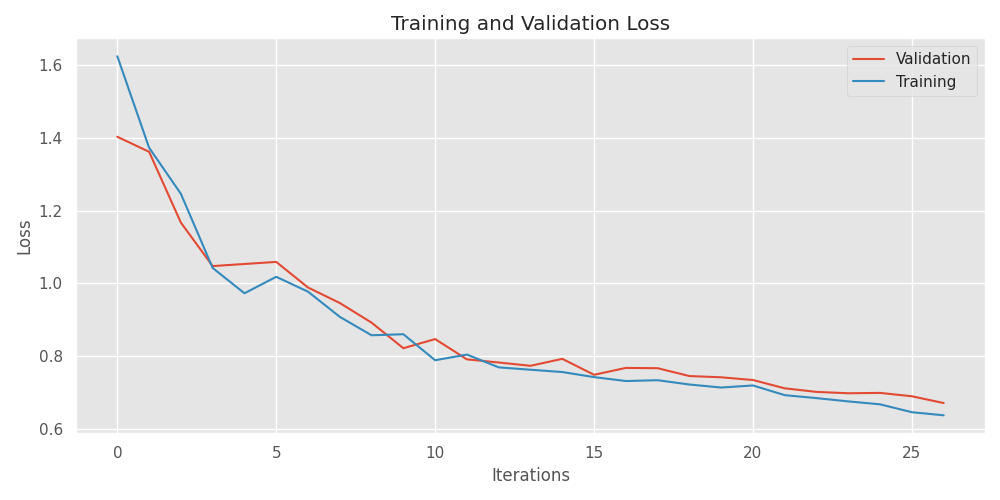 Training and Validation Loss
Validation
Training
Loss
1.6
1.4
1.2
1.0
0.8
0.6
0 5 10 15 20 25
Iterations